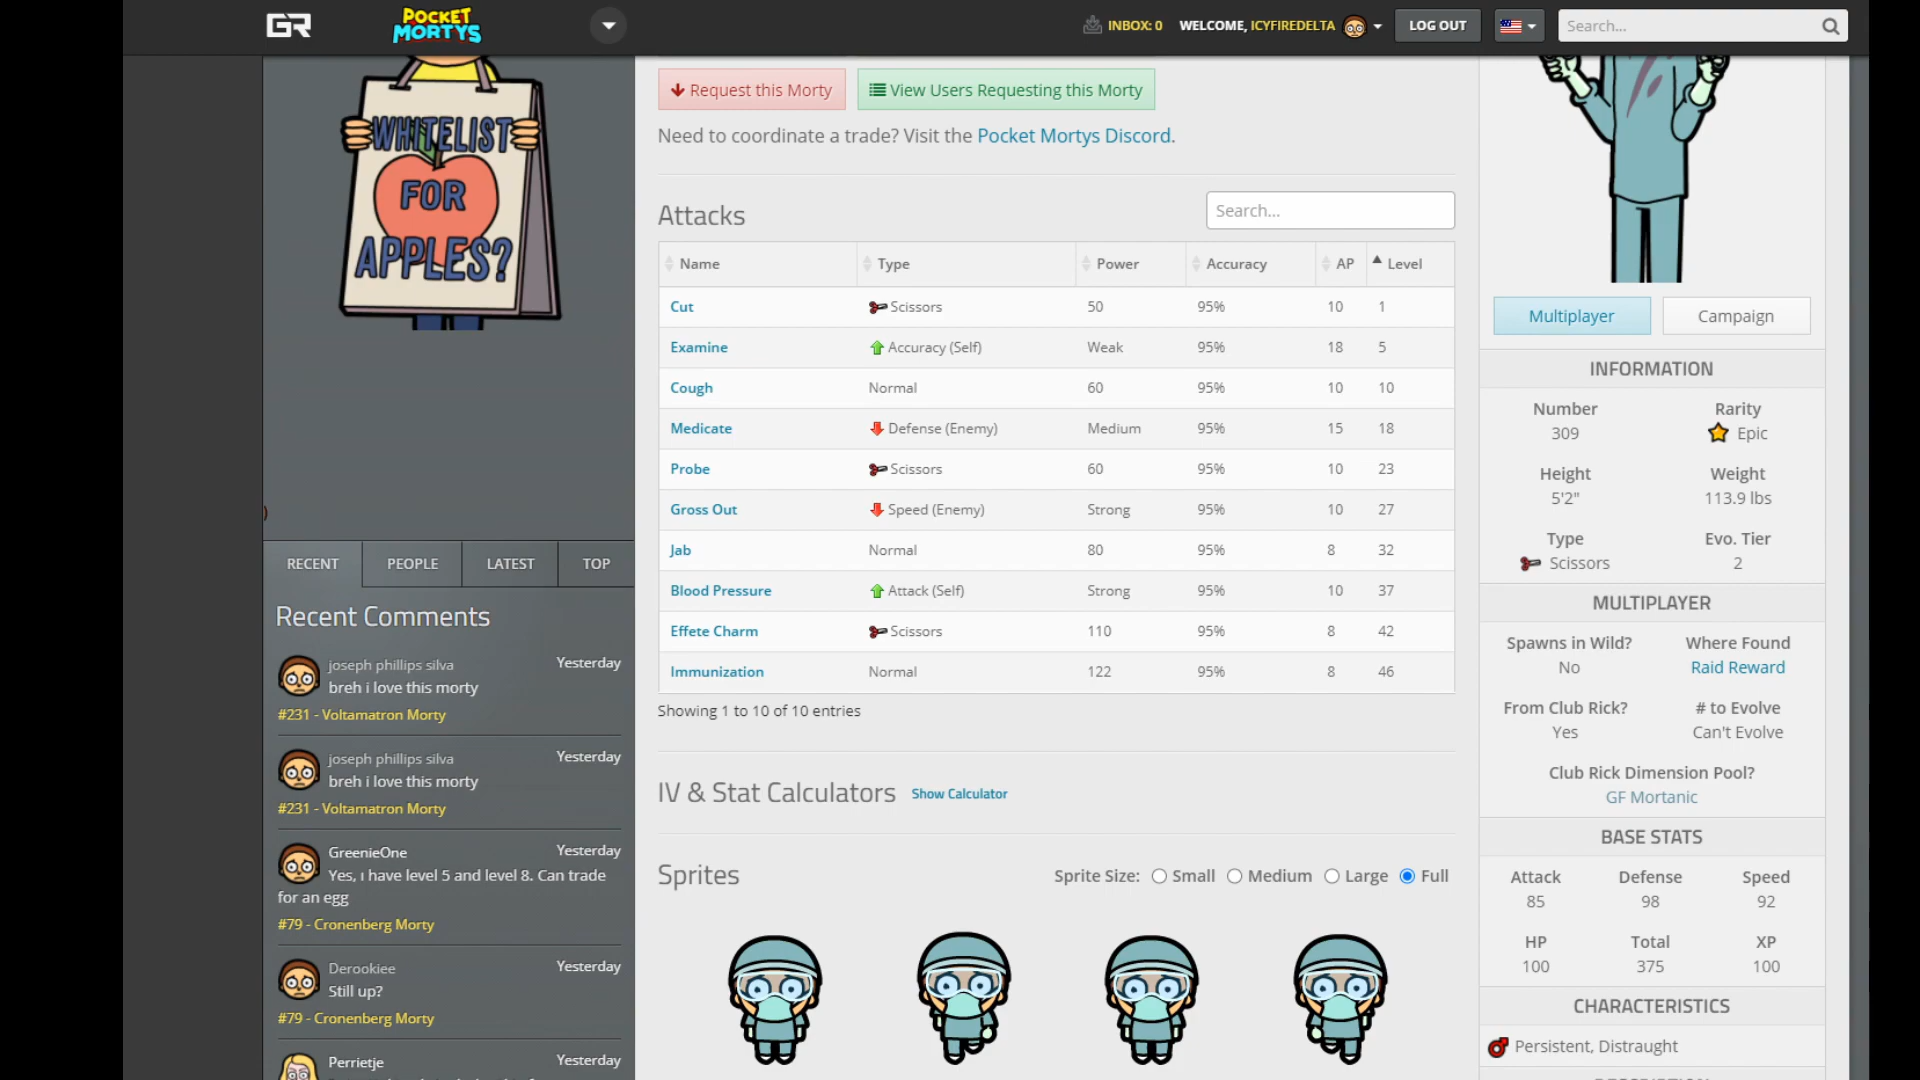 GR
POCKET MORTYS
INBOX: 0
WELCOME, ICYFIREDELTA
LOG OUT
Search...
WHITELIST
FOR
APPLES?
)
RECENT
PEOPLE
LATEST
TOP
Recent Comments
joseph phillips silva Yesterday
breh i love this morty
#231 - Voltamatron Morty
joseph phillips silva Yesterday
breh i love this morty
#231 - Voltamatron Morty
GreenieOne Yesterday
Yes, i have level 5 and level 8. Can trade
for an egg
#79 - Cronenberg Morty
Derookiee Yesterday
Still up?
#79 - Cronenberg Morty
Perrietje Yesterday
Request this Morty
View Users Requesting this Morty
Need to coordinate a trade? Visit the Pocket Mortys Discord.
Attacks
Search...
Name Type Power Accuracy AP Level
Cut Scissors 50 95% 10 1
Examine Accuracy (Self) Weak 95% 18 5
Cough Normal 60 95% 10 10
Medicate Defense (Enemy) Medium 95% 15 18
Probe Scissors 60 95% 10 23
Gross Out Speed (Enemy) Strong 95% 10 27
Jab Normal 80 95% 8 32
Blood Pressure Attack (Self) Strong 95% 10 37
Effete Charm Scissors 110 95% 8 42
Immunization Normal 122 95% 8 46
Showing 1 to 10 of 10 entries
IV & Stat Calculators Show Calculator
Sprites
Sprite Size: Small Medium Large Full
Multiplayer
Campaign
INFORMATION
Number Rarity
309 Epic
Height Weight
5'2" 113.9 lbs
Type Evo. Tier
Scissors 2
MULTIPLAYER
Spawns in Wild? Where Found
No Raid Reward
From Club Rick? # to Evolve
Yes Can't Evolve
Club Rick Dimension Pool?
GF Mortanic
BASE STATS
Attack Defense Speed
85 98 92
HP Total XP
100 375 100
CHARACTERISTICS
Persistent, Distraught